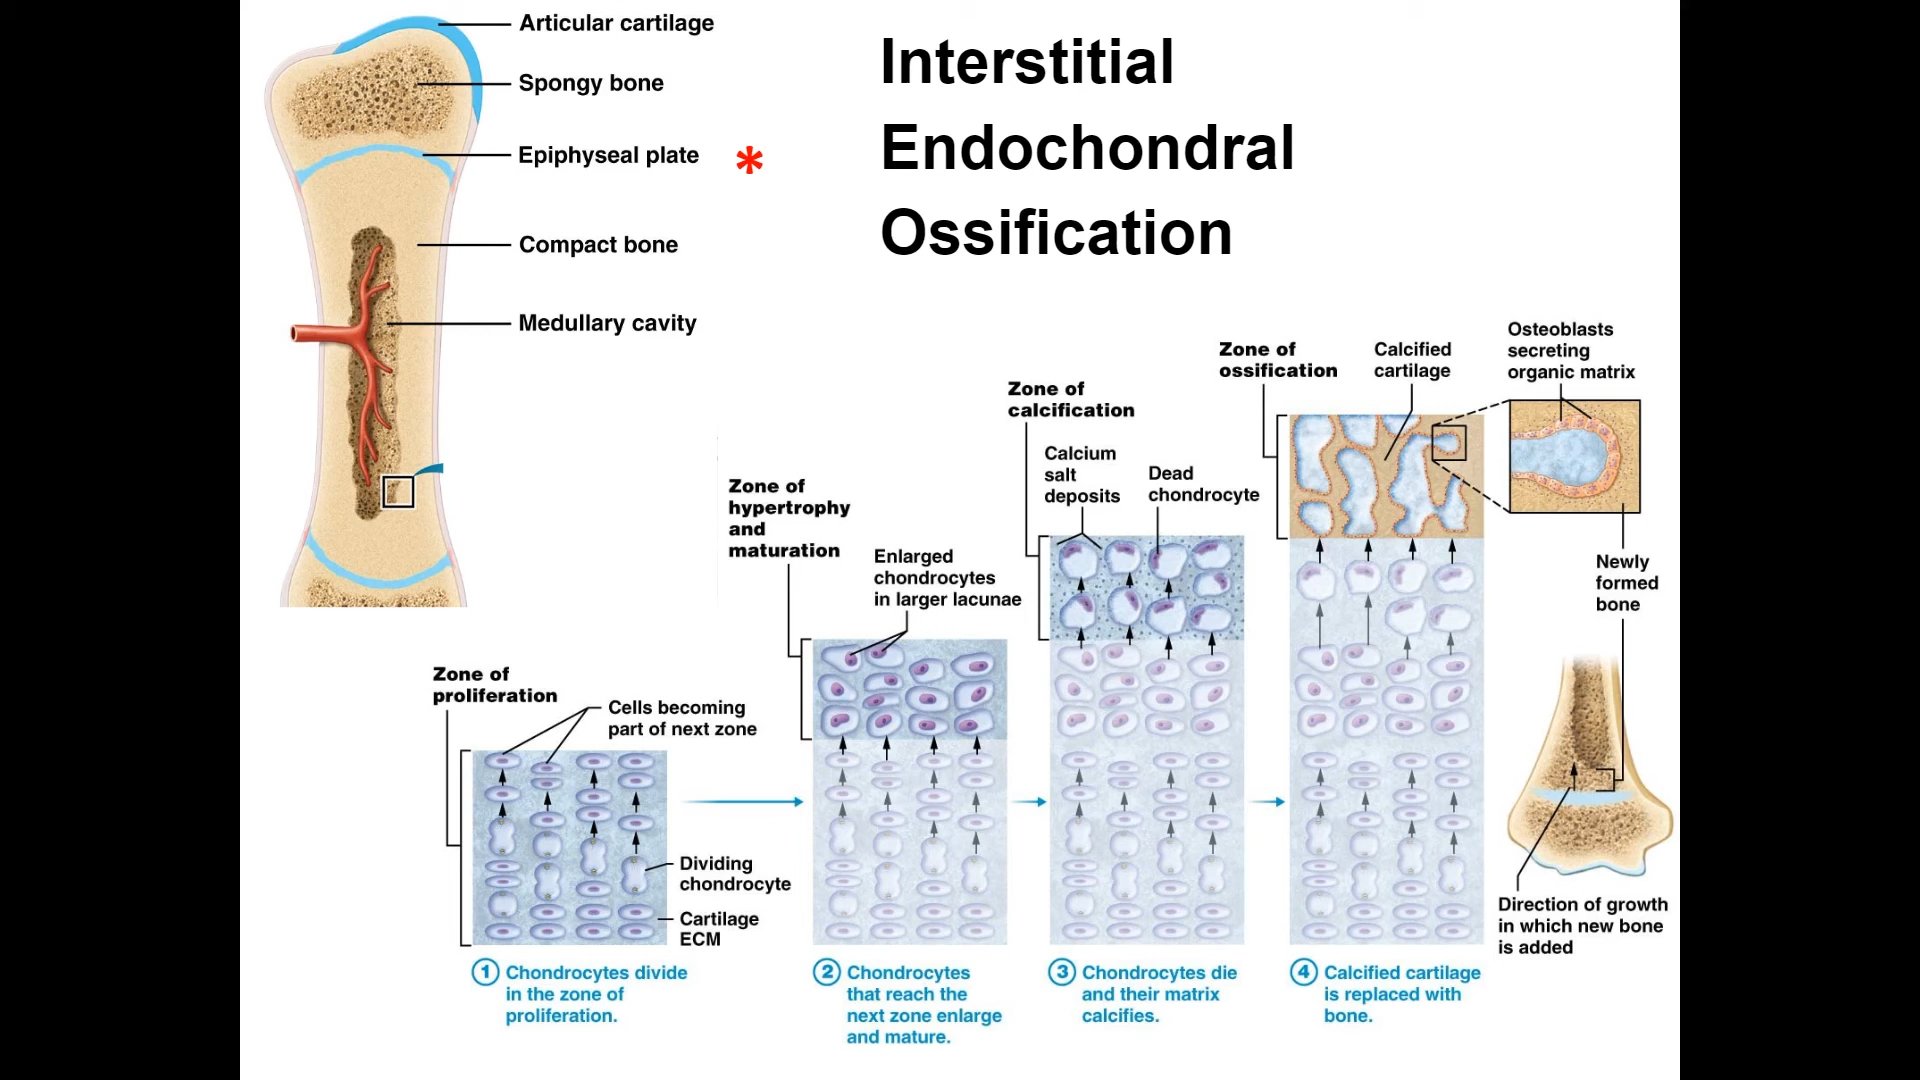 Articular cartilage
Spongy bone
Epiphyseal plate *
Compact bone
Medullary cavity
Interstitial
Endochondral
Ossification
Zone of
proliferation
Cells becoming
part of next zone
Dividing
chondrocyte
Cartilage
ECM
1 Chondrocytes divide
in the zone of
proliferation.
Zone of
hypertrophy
and
maturation
Enlarged
chondrocytes
in larger lacunae
2 Chondrocytes
that reach the
next zone enlarge
and mature.
Zone of
calcification
Calcium
salt
deposits
Dead
chondrocyte
3 Chondrocytes die
and their matrix
calcifies.
Zone of
ossification
Calcified
cartilage
Osteoblasts
secreting
organic matrix
Newly
formed
bone
4 Calcified cartilage
is replaced with
bone.
Direction of growth
in which new bone
is added